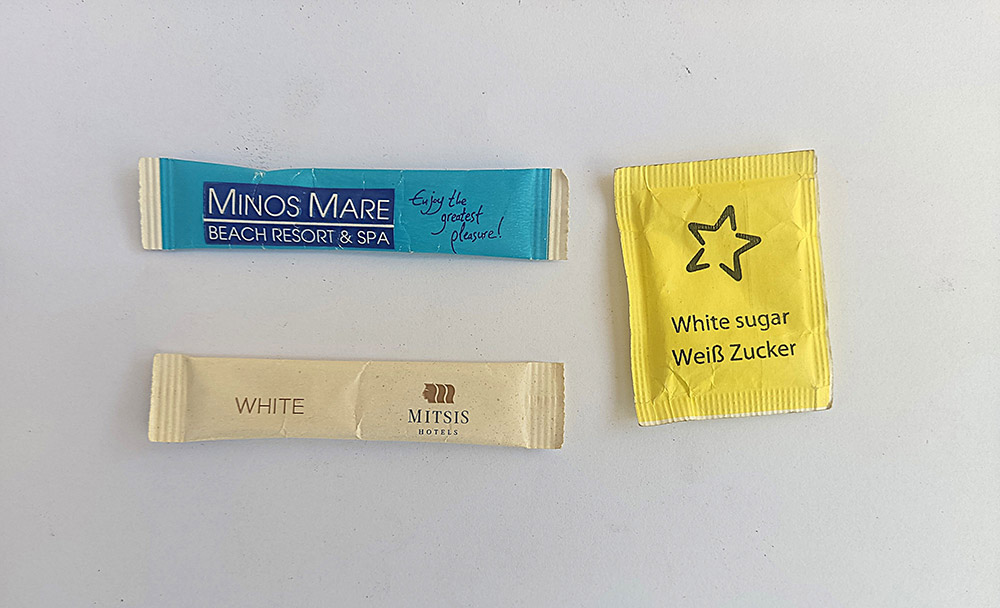 MINOS MARE
BEACH RESORT & SPA
Enjoy the
greatest
pleasure!
WHITE
MITSIS
HOTELS
White sugar
Weiß Zucker